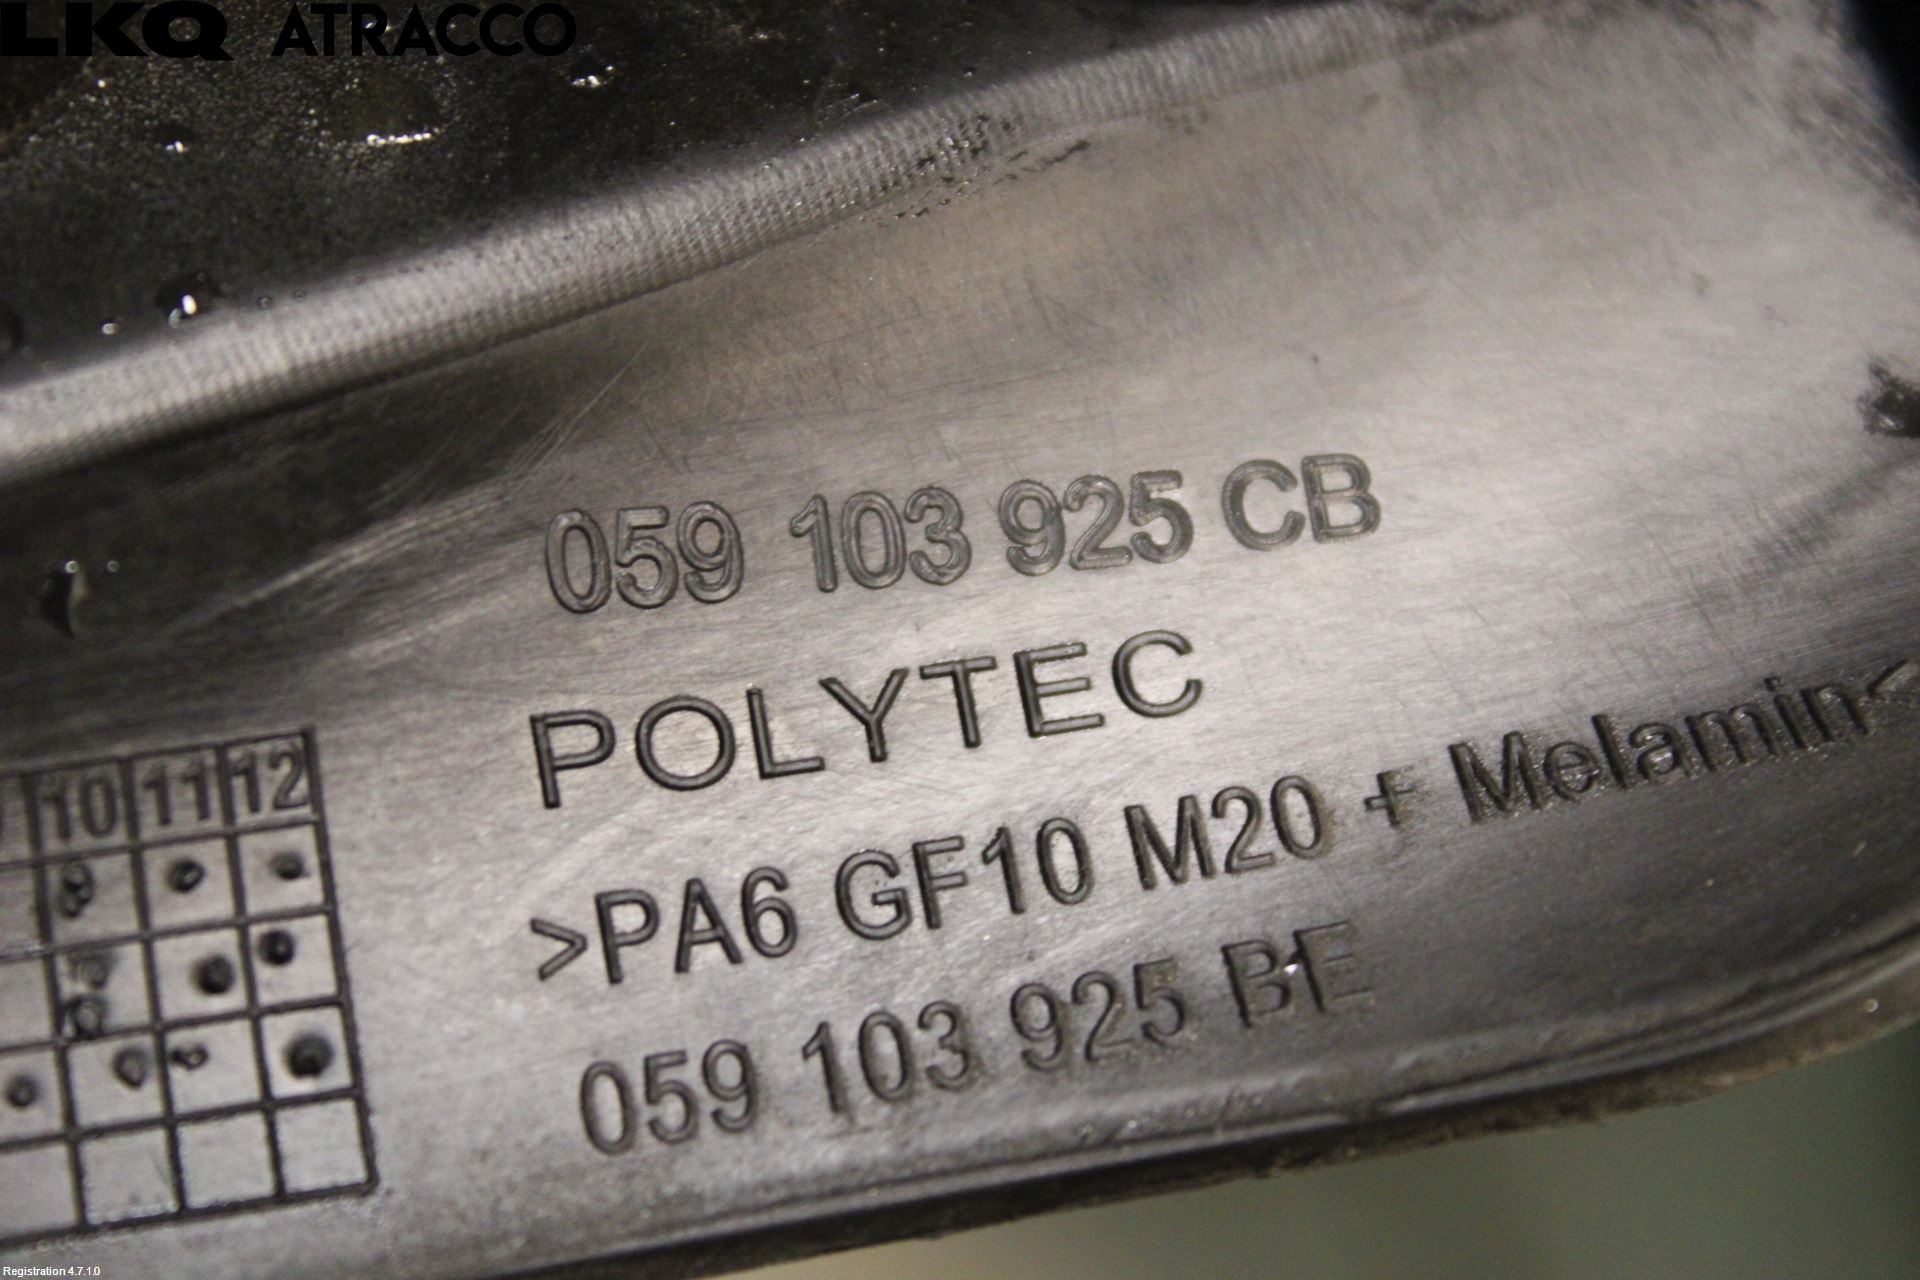 LKQ ATRACCO
059 103 925 CB
POLYTEC
>PA6 GF10 M20 + Melamin<
059 103 925 BE
10 11 12
Registration 4.7.1.0